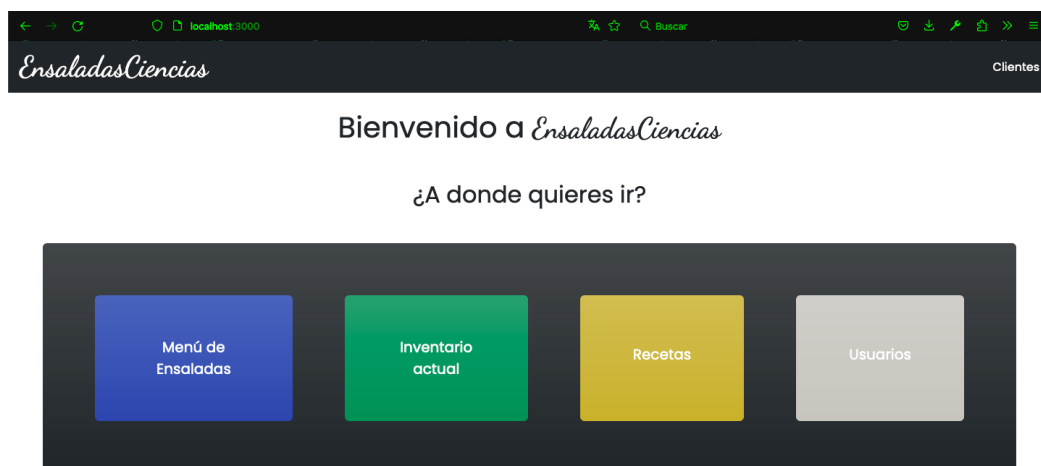 localhost:3000
Buscar
EnsaladasCiencias
Clientes
Bienvenido a EnsaladasCiencias
¿A donde quieres ir?
Menú de
Ensaladas
Inventario
actual
Recetas
Usuarios